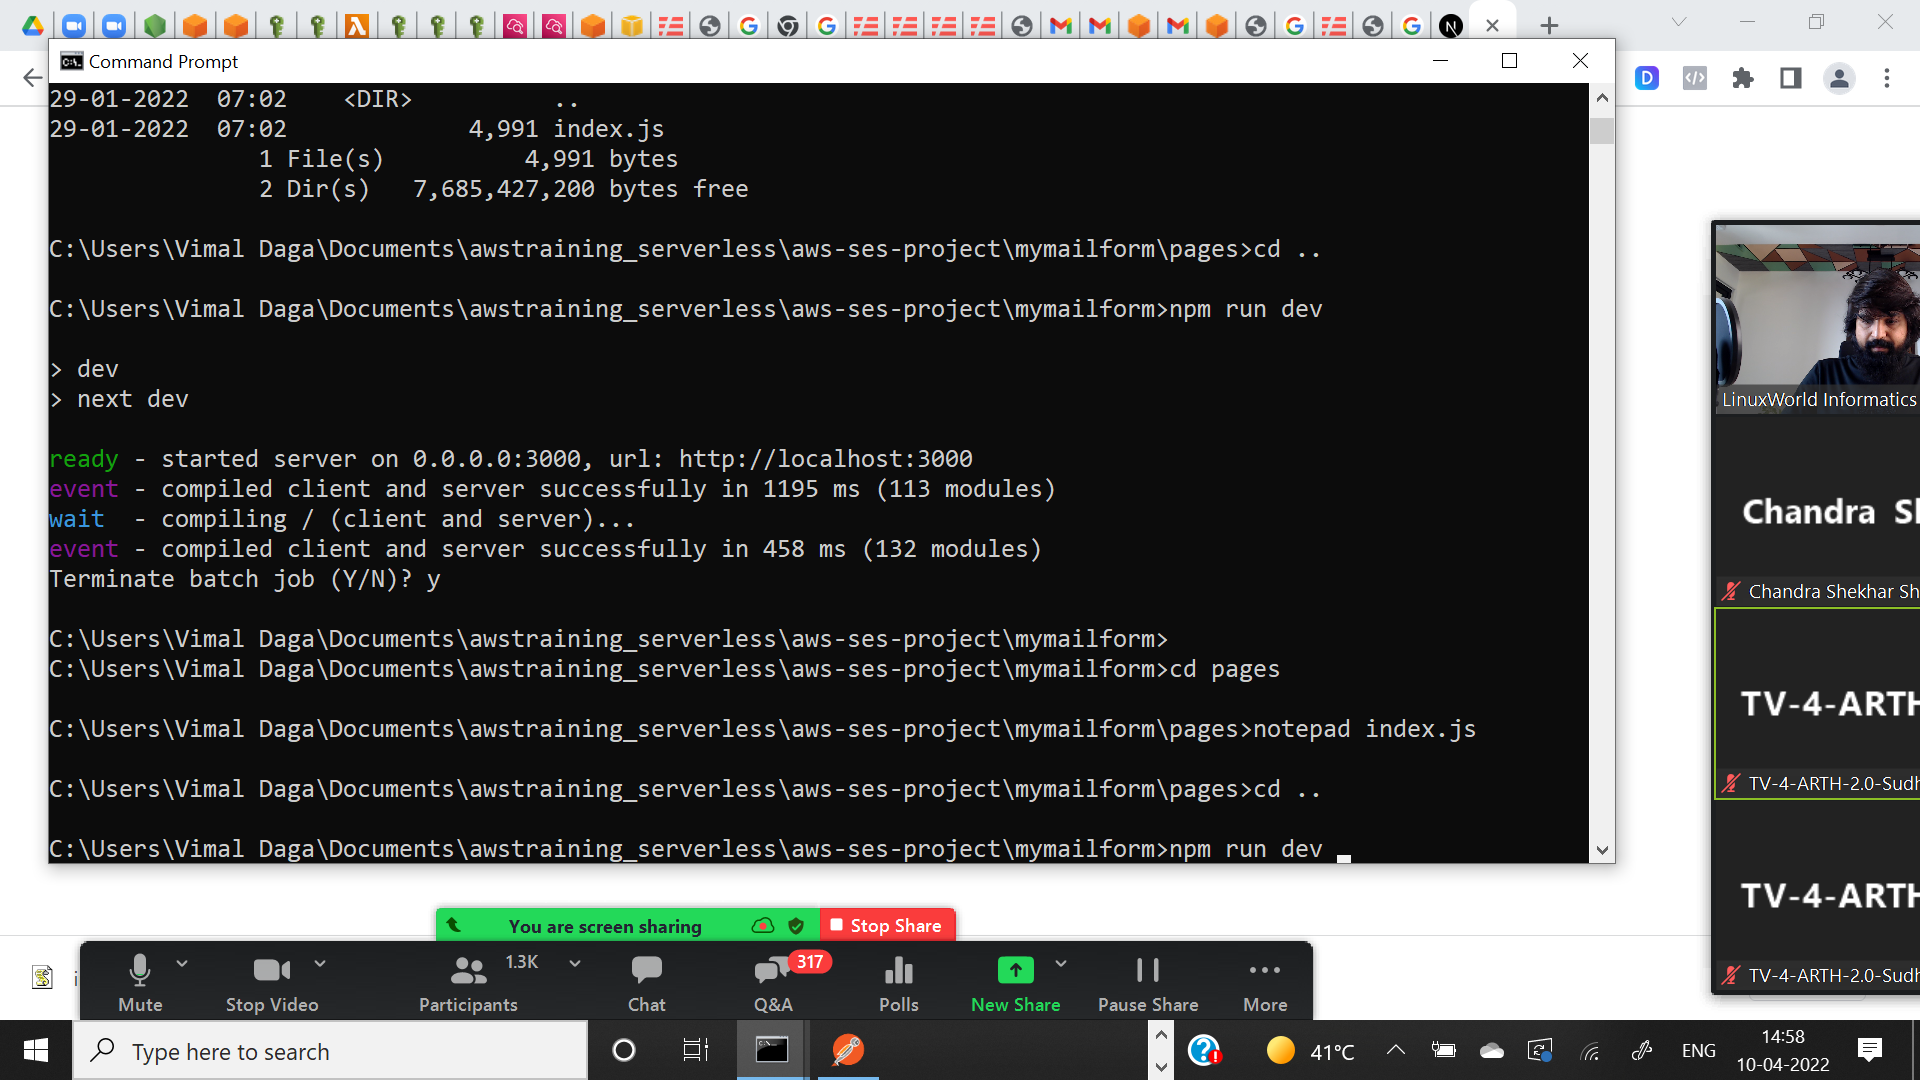 Command Prompt
29-01-2022  07:02    <DIR>          ..
29-01-2022  07:02             4,991 index.js
1 File(s)          4,991 bytes
2 Dir(s)   7,685,427,200 bytes free
C:\Users\Vimal Daga\Documents\awstraining_serverless\aws-ses-project\mymailform\pages>cd ..
C:\Users\Vimal Daga\Documents\awstraining_serverless\aws-ses-project\mymailform>npm run dev
> dev
> next dev
ready - started server on 0.0.0.0:3000, url: http://localhost:3000
event - compiled client and server successfully in 1195 ms (113 modules)
wait  - compiling / (client and server)...
event - compiled client and server successfully in 458 ms (132 modules)
Terminate batch job (Y/N)? y
C:\Users\Vimal Daga\Documents\awstraining_serverless\aws-ses-project\mymailform>
C:\Users\Vimal Daga\Documents\awstraining_serverless\aws-ses-project\mymailform>cd pages
C:\Users\Vimal Daga\Documents\awstraining_serverless\aws-ses-project\mymailform\pages>notepad index.js
C:\Users\Vimal Daga\Documents\awstraining_serverless\aws-ses-project\mymailform\pages>cd ..
C:\Users\Vimal Daga\Documents\awstraining_serverless\aws-ses-project\mymailform>npm run dev
LinuxWorld Informatics
Chandra Sh
Chandra Shekhar Sh
TV-4-ARTH
TV-4-ARTH-2.0-Sudh
TV-4-ARTH
TV-4-ARTH-2.0-Sudh
You are screen sharing
Stop Share
Mute
Stop Video
1.3K
Participants
Chat
317
Q&A
Polls
New Share
Pause Share
More
Type here to search
41°C
ENG
14:58
10-04-2022